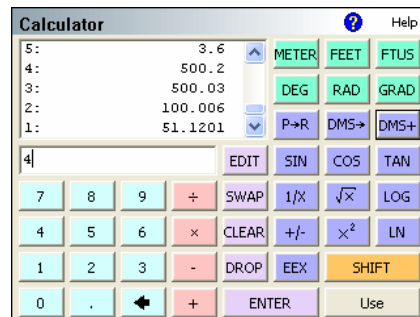 Calculator ? Help
5: 3.6 METER FEET FTUS
4: 500.2
3: 500.03 DEG RAD GRAD
2: 100.006
1: 51.1201 P→R DMS→ DMS+
4 EDIT SIN COS TAN
7 8 9 ÷ SWAP 1/X √x LOG
4 5 6 × CLEAR +/- x² LN
1 2 3 - DROP EEX SHIFT
0 . ← + ENTER Use